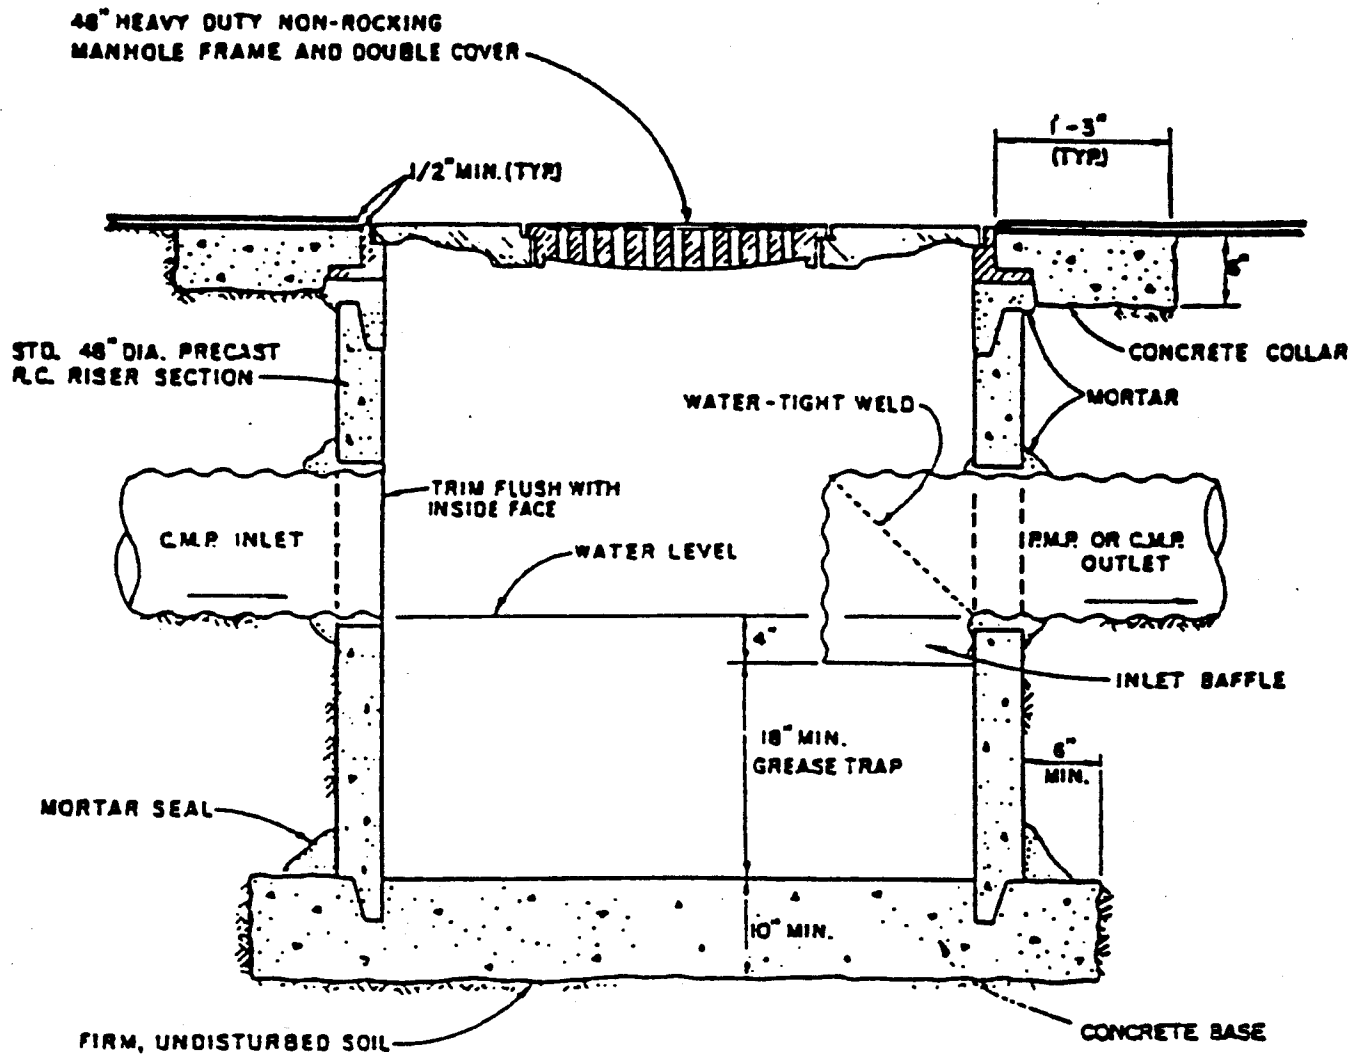 48" HEAVY DUTY NON-ROCKING
MANHOLE FRAME AND DOUBLE COVER
1'-3"
(TYP.)
1/2" MIN. (TYP.)
STD. 48" DIA. PRECAST
R.C. RISER SECTION
CONCRETE COLLAR
WATER-TIGHT WELD
MORTAR
TRIM FLUSH WITH
INSIDE FACE
C.M.P. INLET
WATER LEVEL
P.M.P. OR C.M.P.
OUTLET
4"
INLET BAFFLE
18" MIN.
GREASE TRAP
6"
MIN.
MORTAR SEAL
10" MIN.
CONCRETE BASE
FIRM, UNDISTURBED SOIL